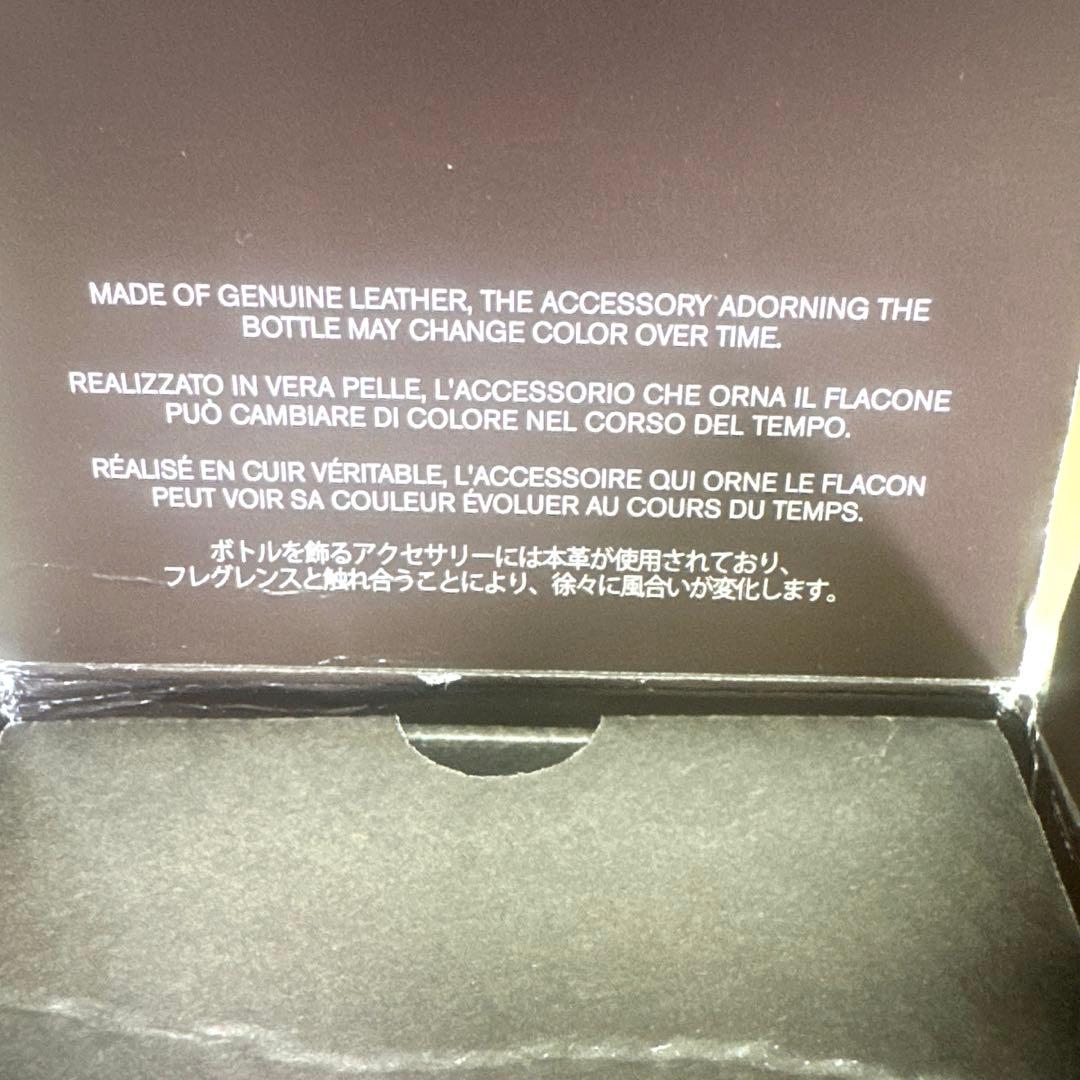 MADE OF GENUINE LEATHER, THE ACCESSORY ADORNING THE
BOTTLE MAY CHANGE COLOR OVER TIME.
REALIZZATO IN VERA PELLE, L'ACCESSORIO CHE ORNA IL FLACONE
PUÒ CAMBIARE DI COLORE NEL CORSO DEL TEMPO.
RÉALISÉ EN CUIR VÉRITABLE, L'ACCESSOIRE QUI ORNE LE FLACON
PEUT VOIR SA COULEUR ÉVOLUER AU COURS DU TEMPS.
ボトルを飾るアクセサリーには本革が使用されており、
フレグレンスと触れ合うことにより、徐々に風合いが変化します。